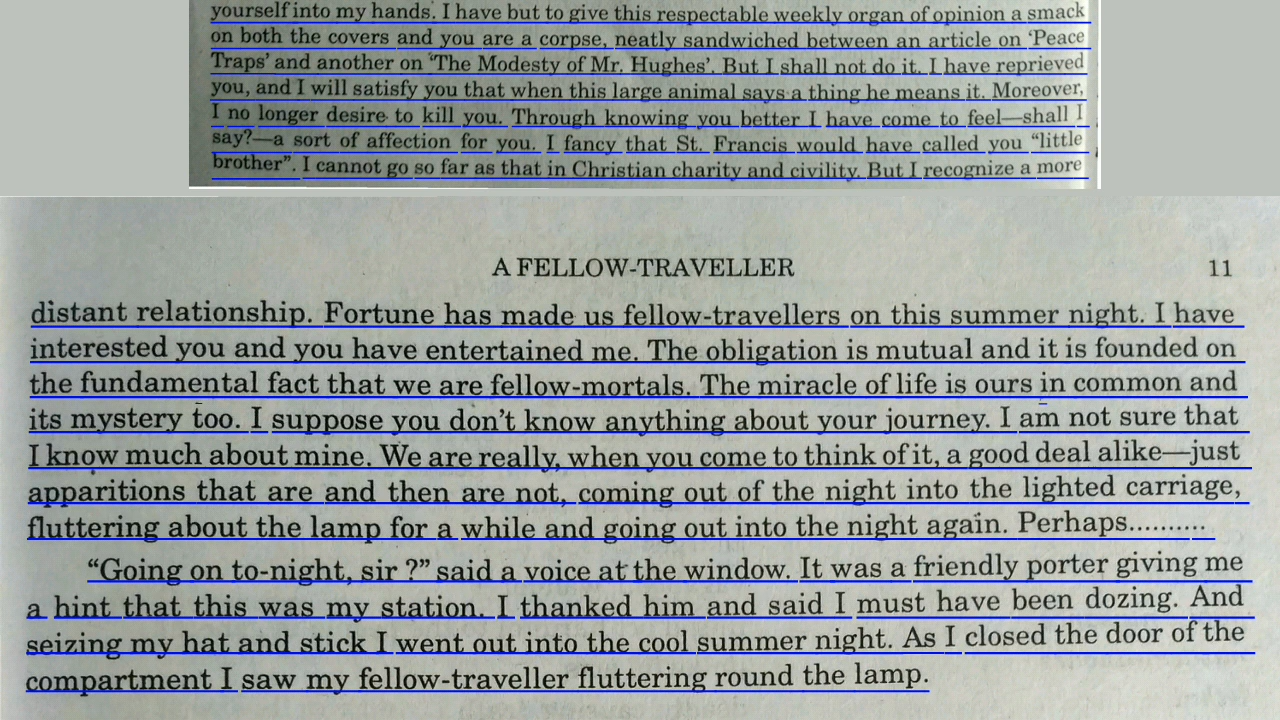 yourself into my hands. I have but to give this respectable weekly organ of opinion a smack
on both the covers and you are a corpse, neatly sandwiched between an article on 'Peace
Traps' and another on 'The Modesty of Mr. Hughes'. But I shall not do it. I have reprieved
you, and I will satisfy you that when this large animal says a thing he means it. Moreover,
I no longer desire to kill you. Through knowing you better I have come to feel—shall I
say?—a sort of affection for you. I fancy that St. Francis would have called you "little
brother". I cannot go so far as that in Christian charity and civility. But I recognize a more
A FELLOW-TRAVELLER 11
distant relationship. Fortune has made us fellow-travellers on this summer night. I have
interested you and you have entertained me. The obligation is mutual and it is founded on
the fundamental fact that we are fellow-mortals. The miracle of life is ours in common and
its mystery too. I suppose you don't know anything about your journey. I am not sure that
I know much about mine. We are really, when you come to think of it, a good deal alike—just
apparitions that are and then are not, coming out of the night into the lighted carriage,
fluttering about the lamp for a while and going out into the night again. Perhaps..........
"Going on to-night, sir ?" said a voice at the window. It was a friendly porter giving me
a hint that this was my station. I thanked him and said I must have been dozing. And
seizing my hat and stick I went out into the cool summer night. As I closed the door of the
compartment I saw my fellow-traveller fluttering round the lamp.